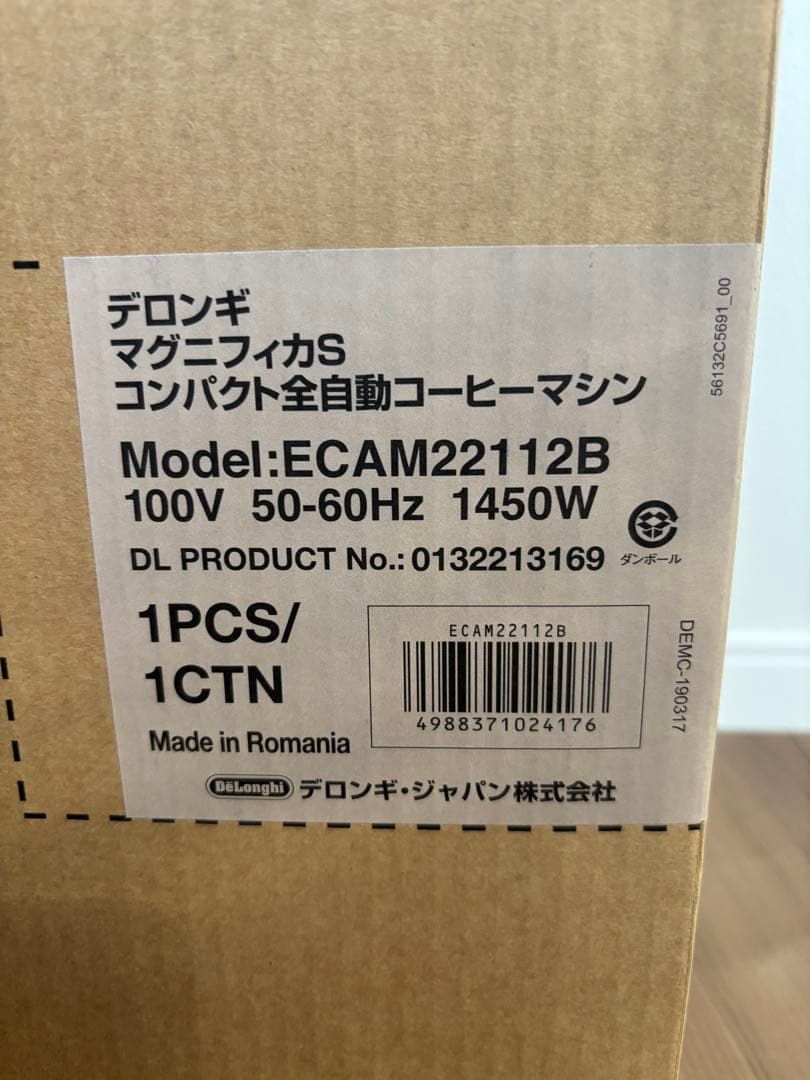 デロンギ
マグニフィカS
コンパクト全自動コーヒーマシン
Model:ECAM22112B
100V 50-60Hz 1450W
DL PRODUCT No.: 0132213169
ダンボール
1PCS/
1CTN
Made in Romania
ECAM22112B
4988371024176
DēLonghi デロンギ・ジャパン株式会社
56132C5691_00
DEMC-190317